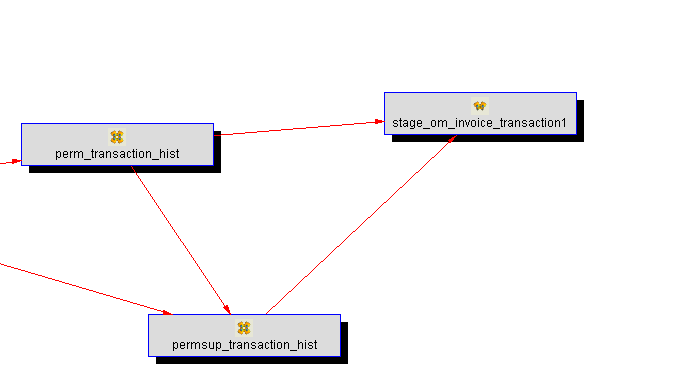 stage_om_invoice_transaction1
perm_transaction_hist
permsup_transaction_hist